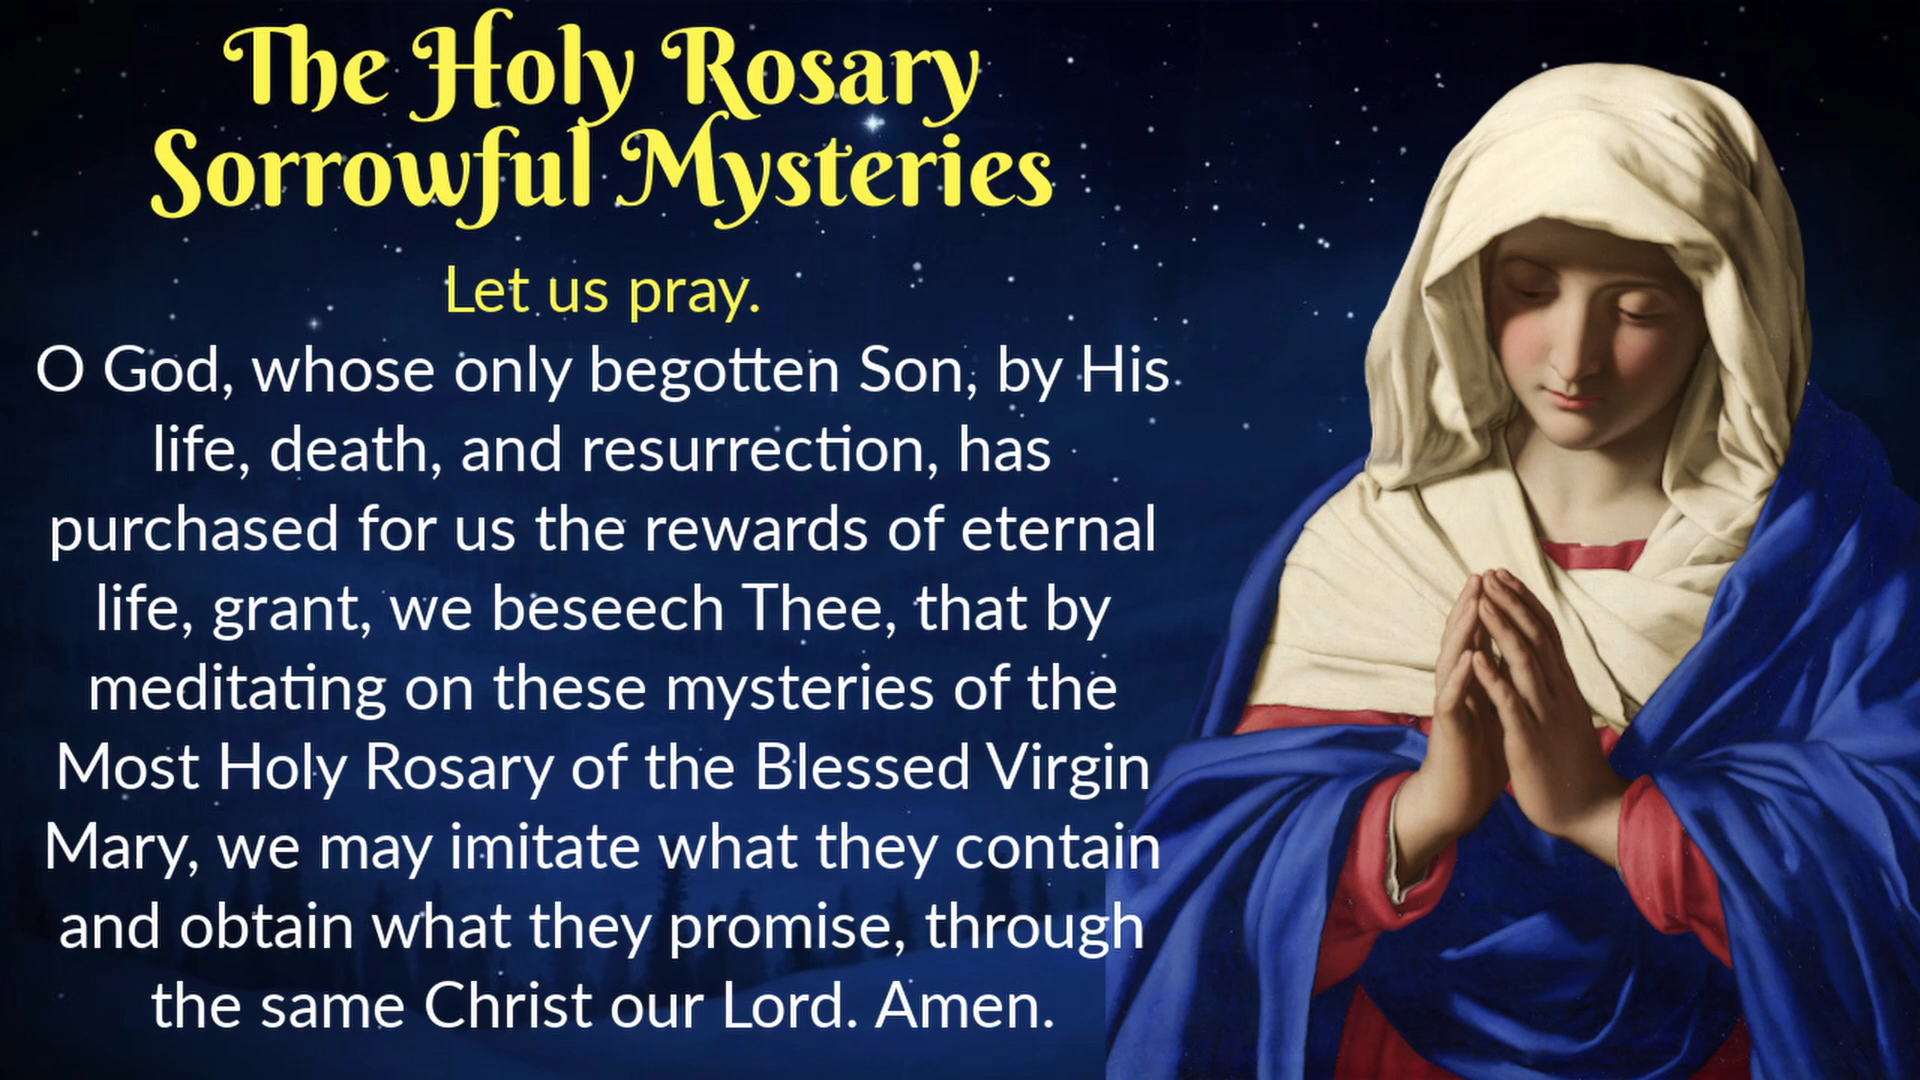 The Holy Rosary
Sorrowful Mysteries
Let us pray.
O God, whose only begotten Son, by His
life, death, and resurrection, has
purchased for us the rewards of eternal
life, grant, we beseech Thee, that by
meditating on these mysteries of the
Most Holy Rosary of the Blessed Virgin
Mary, we may imitate what they contain
and obtain what they promise, through
the same Christ our Lord. Amen.